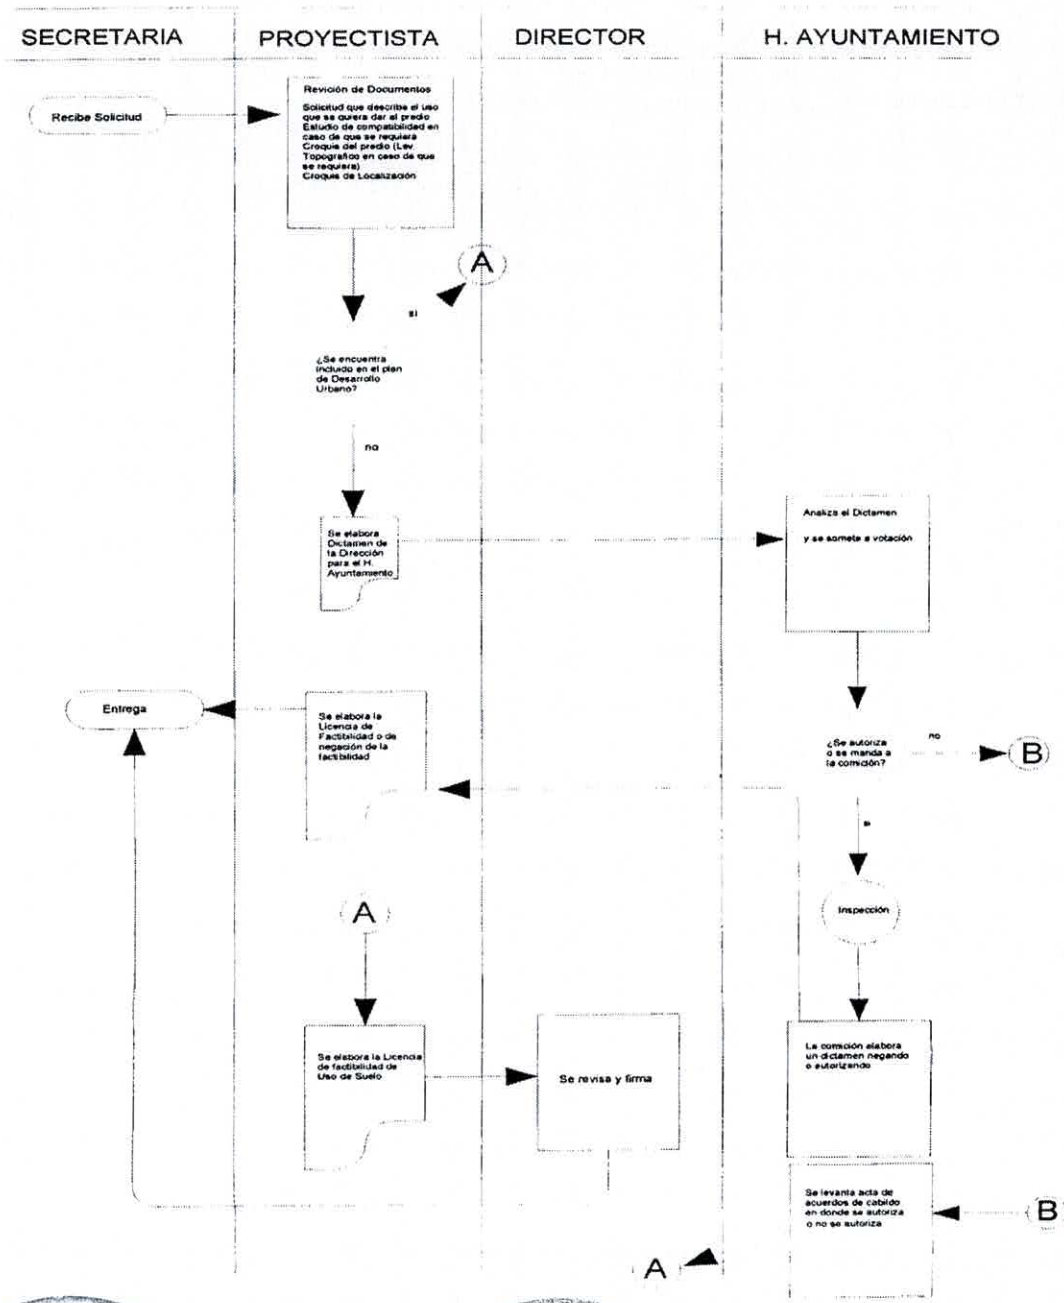 SECRETARIA
PROYECTISTA
DIRECTOR
H. AYUNTAMIENTO
Recibe Solicitud
Revición de Documentos
Solicitud que describe el uso
que se quiera dar al predio
Estudio de compatibilidad en
caso de que se requiera
Croquis del predio (Lev.
Topografico en caso de que
se requiera)
Croquis de Localización
A
si
¿Se encuentra
incluido en el plan
de Desarrollo
Urbano?
no
Se elabora
Dictamen de
la Dirección
para el H.
Ayuntamiento
Analiza el Dictamen
y se somete a votación
Entrega
Se elabora la
Licencia de
Factibilidad o de
negación de la
factibilidad
¿Se autoriza
o se manda a
la comición?
no
B
si
Inspección
A
Se elabora la Licencia
de factibilidad de
Uso de Suelo
Se revisa y firma
La comición elabora
un dictamen negando
o autorizando
Se levanta acta de
acuerdos de cabildo
en donde se autoriza
o no se autoriza
B
A